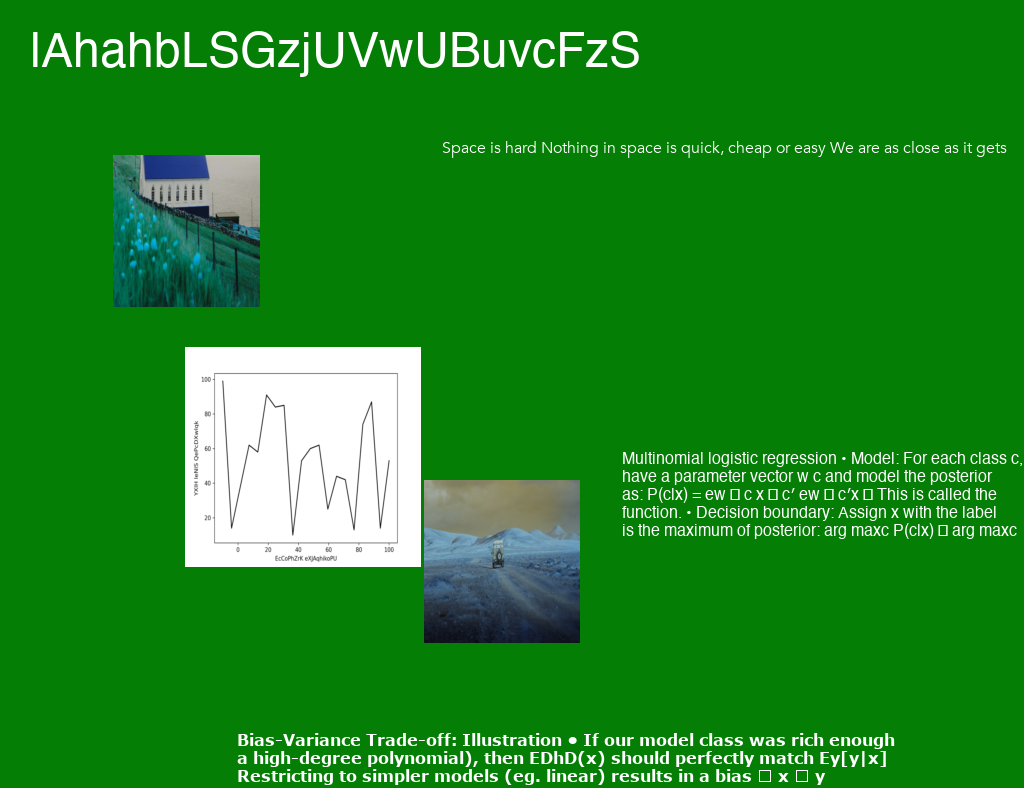 lAhahbLSGzjUVwUBuvcFzS
Space is hard Nothing in space is quick, cheap or easy We are as close as it gets
100
80
60
40
20
0 20 40 60 80 100
EcCoPhZrK eXJAqhikoPU
Multinomial logistic regression • Model: For each class c,
have a parameter vector w c and model the posterior
as: P(c|x) = ew � c x � c′ ew � c′x � This is called the
function. • Decision boundary: Assign x with the label
is the maximum of posterior: arg maxc P(c|x) � arg maxc
Bias-Variance Trade-off: Illustration • If our model class was rich enough
a high-degree polynomial), then EDhD(x) should perfectly match Ey[y|x]
Restricting to simpler models (eg. linear) results in a bias � x � y